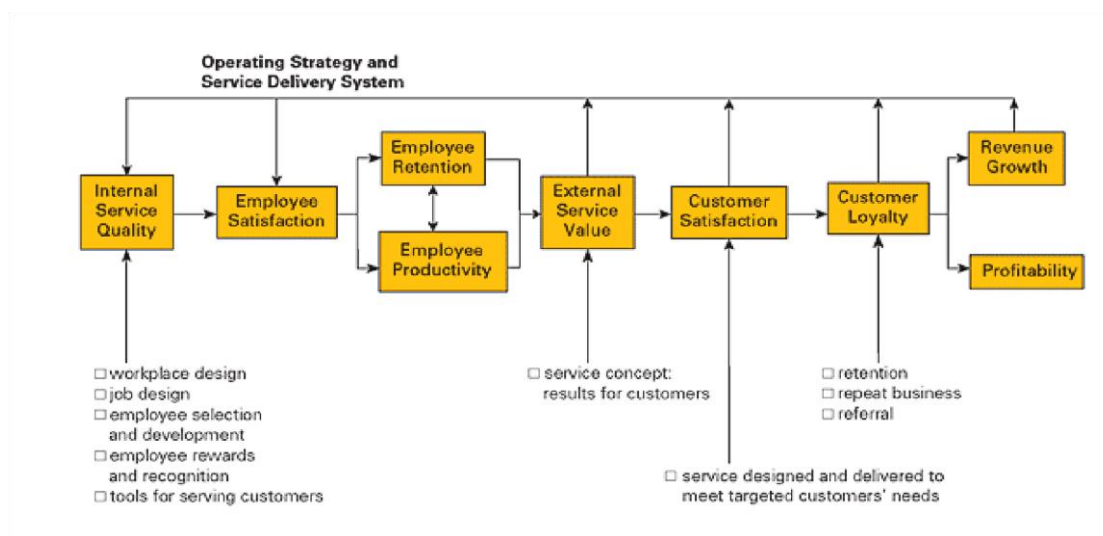 Operating Strategy and
Service Delivery System
Internal
Service
Quality
Employee
Satisfaction
Employee
Retention
Employee
Productivity
External
Service
Value
Customer
Satisfaction
Customer
Loyalty
Revenue
Growth
Profitability
☐ workplace design
☐ job design
☐ employee selection
and development
☐ employee rewards
and recognition
☐ tools for serving customers
☐ service concept:
results for customers
☐ service designed and delivered to
meet targeted customers' needs
☐ retention
☐ repeat business
☐ referral